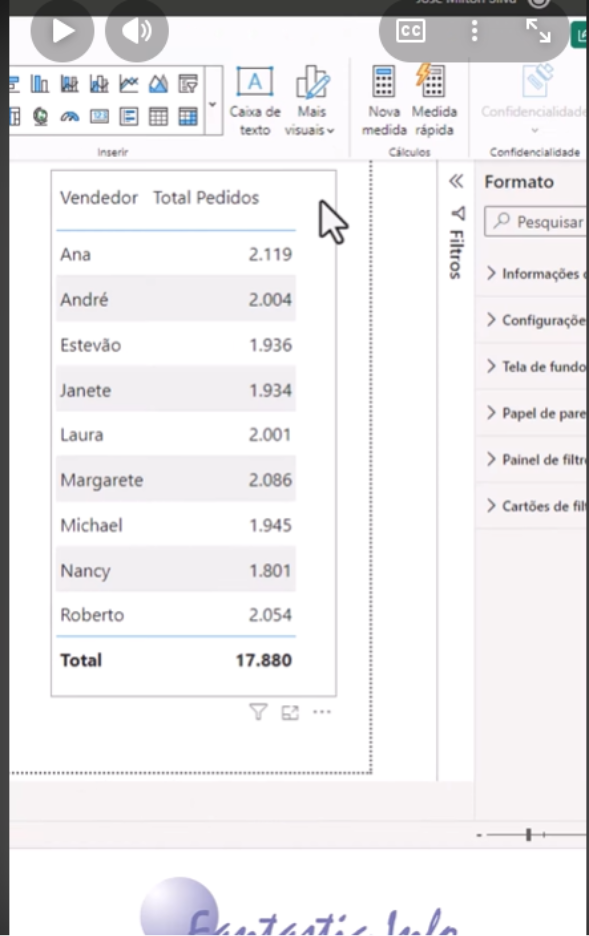 José Milton Silva
CC
Caixa de texto
Mais visuais
Nova medida
Medida rápida
Confidencialidade
Inserir
Cálculos
Confidencialidade
Vendedor Total Pedidos
Ana 2.119
André 2.004
Estevão 1.936
Janete 1.934
Laura 2.001
Margarete 2.086
Michael 1.945
Nancy 1.801
Roberto 2.054
Total 17.880
Filtros
Formato
Pesquisar
Informações
Configuraçõe
Tela de fundo
Papel de pare
Painel de filtr
Cartões de filt
Fantastic Info